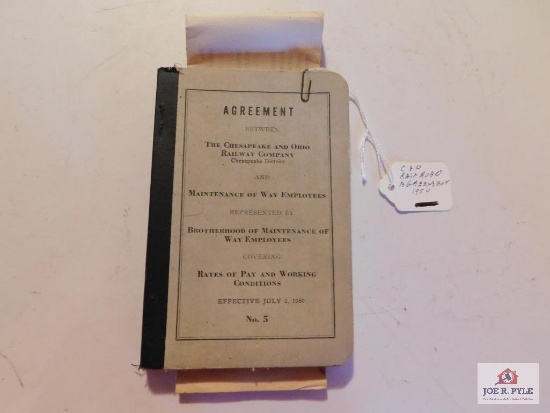 AGREEMENT
BETWEEN
THE CHESAPEAKE AND OHIO
RAILWAY COMPANY
Chesapeake District
AND
MAINTENANCE OF WAY EMPLOYEES
REPRESENTED BY
BROTHERHOOD OF MAINTENANCE OF
WAY EMPLOYEES
COVERING
RATES OF PAY AND WORKING
CONDITIONS
EFFECTIVE JULY 1, 1950
No. 5
C & O
RAILROAD
AGREEMENT
1950
JOE R. PYLE